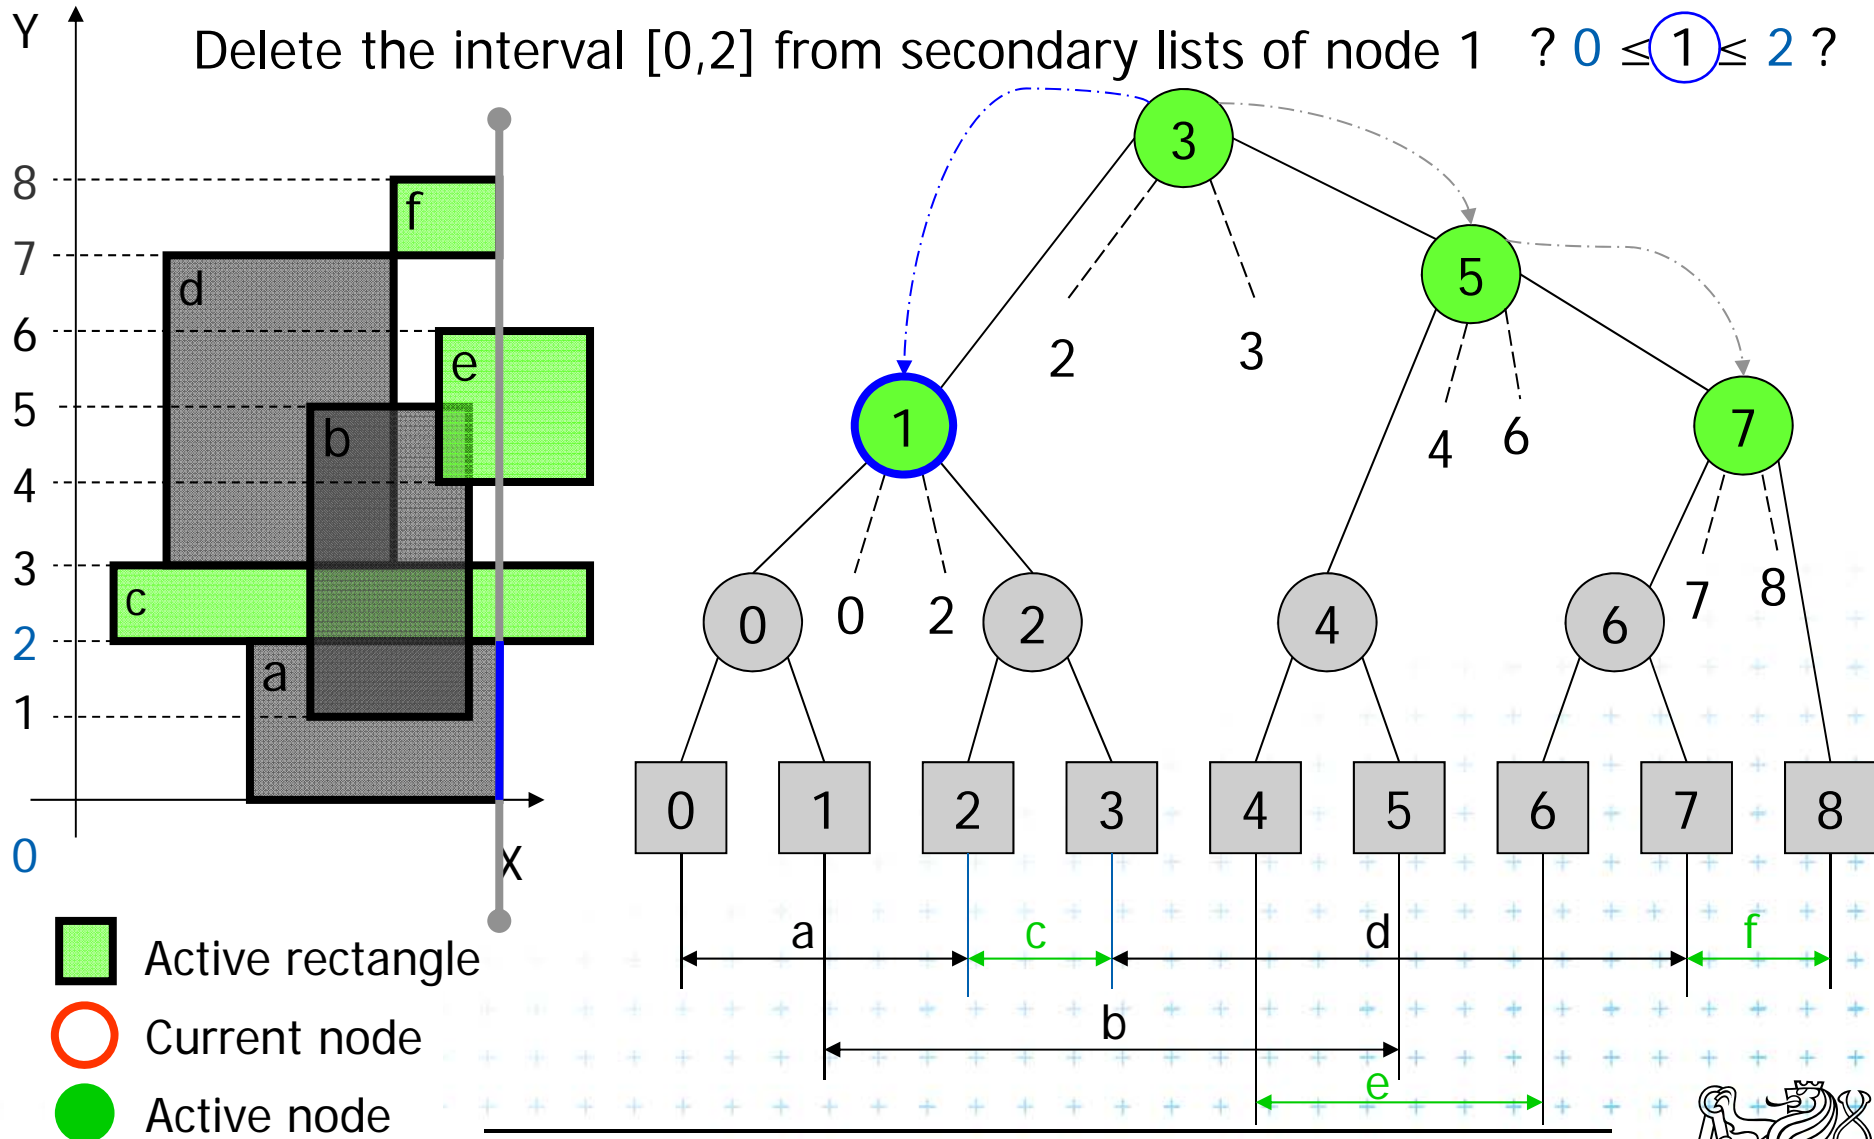 Y
Delete the interval [0,2] from secondary lists of node 1 ? 0 ≤ 1 ≤ 2 ?
3
8
f
7
d
5
6
e
2
3
5
b
1
4
6
7
4
3
c
0
0
2
2
4
6
7
8
2
a
1
0
1
2
3
4
5
6
7
8
0
X
a
c
d
f
Active rectangle
b
Current node
e
Active node